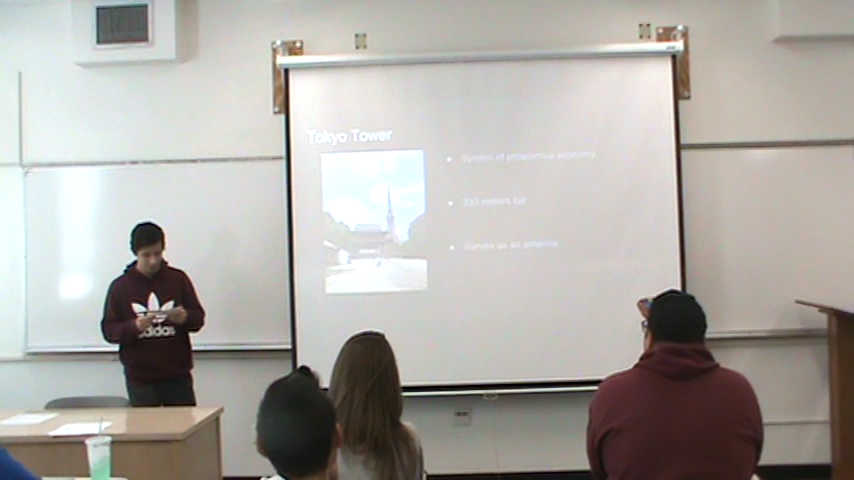 Tokyo Tower
• Symbol of prosperous economy
• 333 meters tall
• Serves as an antenna
adidas